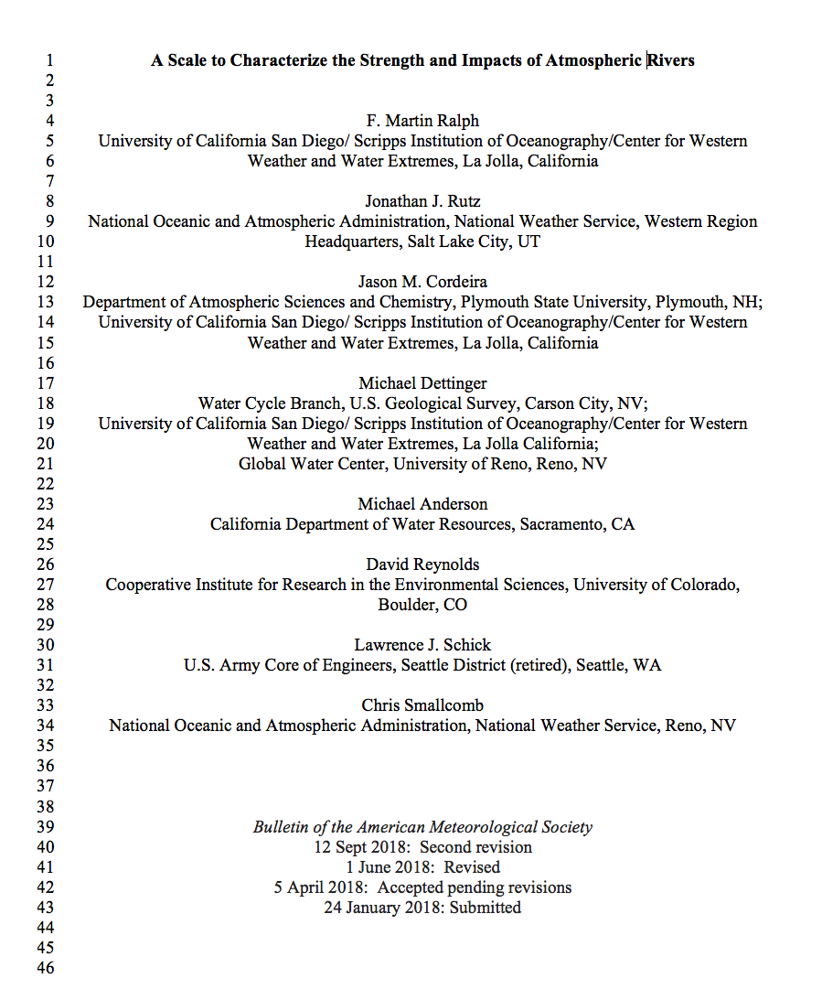 1 A Scale to Characterize the Strength and Impacts of Atmospheric Rivers
2
3
4 F. Martin Ralph
5 University of California San Diego/ Scripps Institution of Oceanography/Center for Western
6 Weather and Water Extremes, La Jolla, California
7
8 Jonathan J. Rutz
9 National Oceanic and Atmospheric Administration, National Weather Service, Western Region
10 Headquarters, Salt Lake City, UT
11
12 Jason M. Cordeira
13 Department of Atmospheric Sciences and Chemistry, Plymouth State University, Plymouth, NH;
14 University of California San Diego/ Scripps Institution of Oceanography/Center for Western
15 Weather and Water Extremes, La Jolla, California
16
17 Michael Dettinger
18 Water Cycle Branch, U.S. Geological Survey, Carson City, NV;
19 University of California San Diego/ Scripps Institution of Oceanography/Center for Western
20 Weather and Water Extremes, La Jolla California;
21 Global Water Center, University of Reno, Reno, NV
22
23 Michael Anderson
24 California Department of Water Resources, Sacramento, CA
25
26 David Reynolds
27 Cooperative Institute for Research in the Environmental Sciences, University of Colorado,
28 Boulder, CO
29
30 Lawrence J. Schick
31 U.S. Army Core of Engineers, Seattle District (retired), Seattle, WA
32
33 Chris Smallcomb
34 National Oceanic and Atmospheric Administration, National Weather Service, Reno, NV
35
36
37
38
39 Bulletin of the American Meteorological Society
40 12 Sept 2018:  Second revision
41 1 June 2018:  Revised
42 5 April 2018:  Accepted pending revisions
43 24 January 2018: Submitted
44
45
46